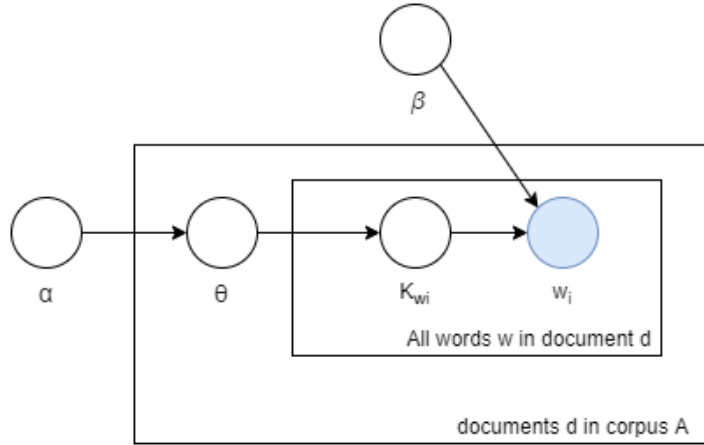 β
α
θ
K_wi
w_i
All words w in document d
documents d in corpus A